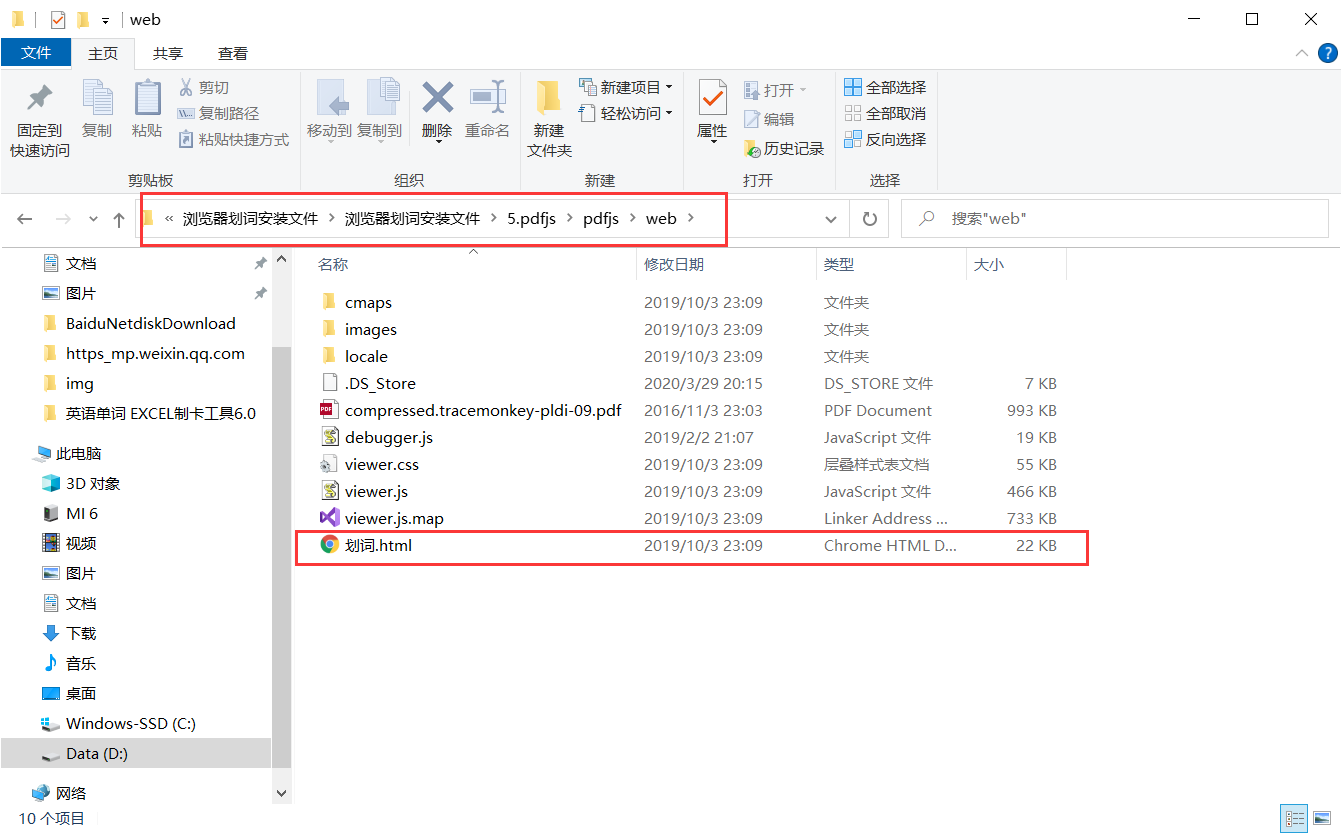 web
文件 主页 共享 查看
固定到
快速访问
复制
粘贴
剪切
复制路径
粘贴快捷方式
剪贴板
移动到 复制到 删除 重命名
组织
新建
文件夹
新建项目
轻松访问
新建
属性
打开
编辑
历史记录
打开
全部选择
全部取消
反向选择
选择
« 浏览器划词安装文件 > 浏览器划词安装文件 > 5.pdfjs > pdfjs > web >
搜索"web"
文档
图片
BaiduNetdiskDownload
https_mp.weixin.qq.com
img
英语单词 EXCEL制卡工具6.0
此电脑
3D 对象
MI 6
视频
图片
文档
下载
音乐
桌面
Windows-SSD (C:)
Data (D:)
网络
名称 修改日期 类型 大小
cmaps 2019/10/3 23:09 文件夹
images 2019/10/3 23:09 文件夹
locale 2019/10/3 23:09 文件夹
.DS_Store 2020/3/29 20:15 DS_STORE 文件 7 KB
compressed.tracemonkey-pldi-09.pdf 2016/11/3 23:03 PDF Document 993 KB
debugger.js 2019/2/2 21:07 JavaScript 文件 19 KB
viewer.css 2019/10/3 23:09 层叠样式表文档 55 KB
viewer.js 2019/10/3 23:09 JavaScript 文件 466 KB
viewer.js.map 2019/10/3 23:09 Linker Address ... 733 KB
划词.html 2019/10/3 23:09 Chrome HTML D... 22 KB
10 个项目